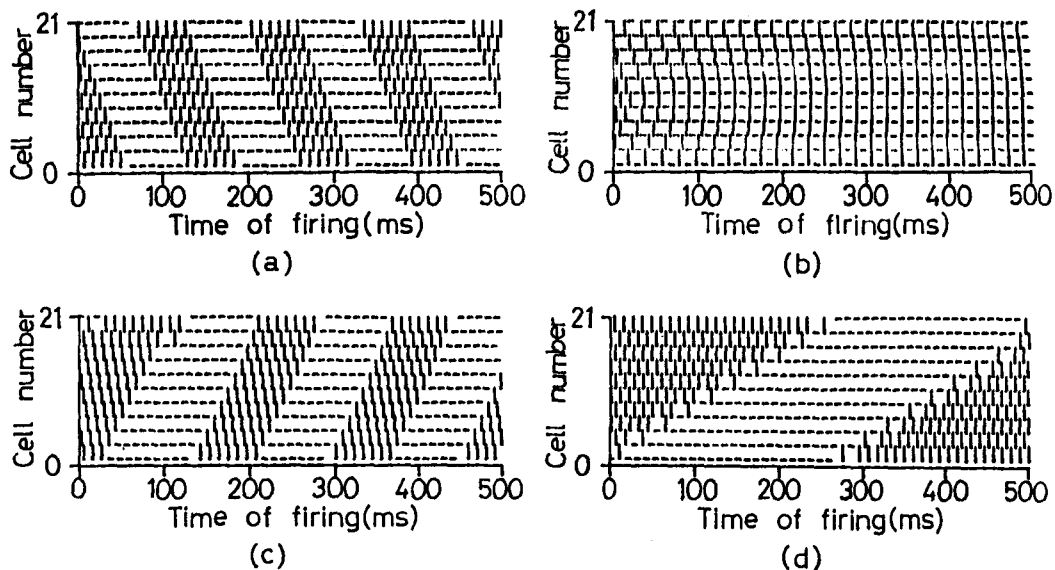 21
Cell number
0
0 100 200 300 400 500
Time of firing(ms)
(a)
21
Cell number
0
0 100 200 300 400 500
Time of firing(ms)
(b)
21
Cell number
0
0 100 200 300 400 500
Time of firing(ms)
(c)
21
Cell number
0
0 100 200 300 400 500
Time of firing(ms)
(d)